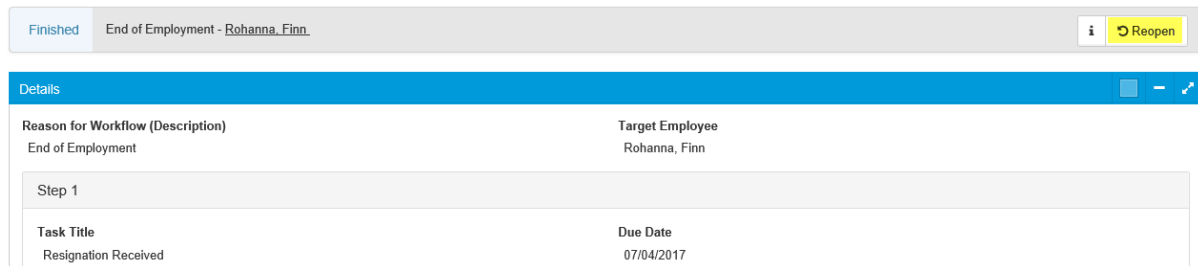 Finished End of Employment - Rohanna, Finn i Reopen
Details
Reason for Workflow (Description) Target Employee
End of Employment Rohanna, Finn
Step 1
Task Title Due Date
Resignation Received 07/04/2017